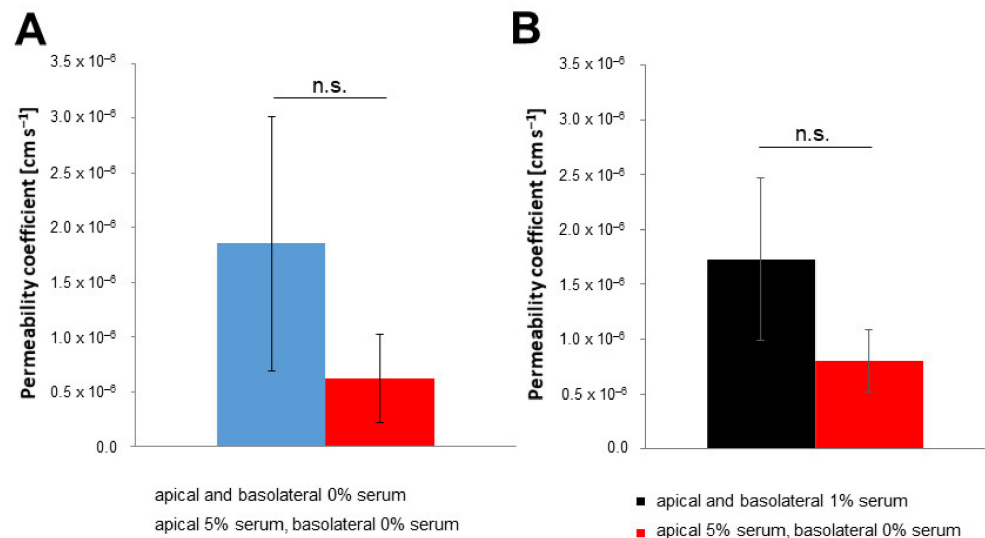 A
3.5 x 10⁻⁶
3.0 x 10⁻⁶
2.5 x 10⁻⁶
2.0 x 10⁻⁶
1.5 x 10⁻⁶
1.0 x 10⁻⁶
0.5 x 10⁻⁶
0.0
Permeability coefficient [cm s⁻¹]
n.s.
apical and basolateral 0% serum
apical 5% serum, basolateral 0% serum
B
3.5 x 10⁻⁶
3.0 x 10⁻⁶
2.5 x 10⁻⁶
2.0 x 10⁻⁶
1.5 x 10⁻⁶
1.0 x 10⁻⁶
0.5 x 10⁻⁶
0.0
Permeability coefficient [cm s⁻¹]
n.s.
apical and basolateral 1% serum
apical 5% serum, basolateral 0% serum